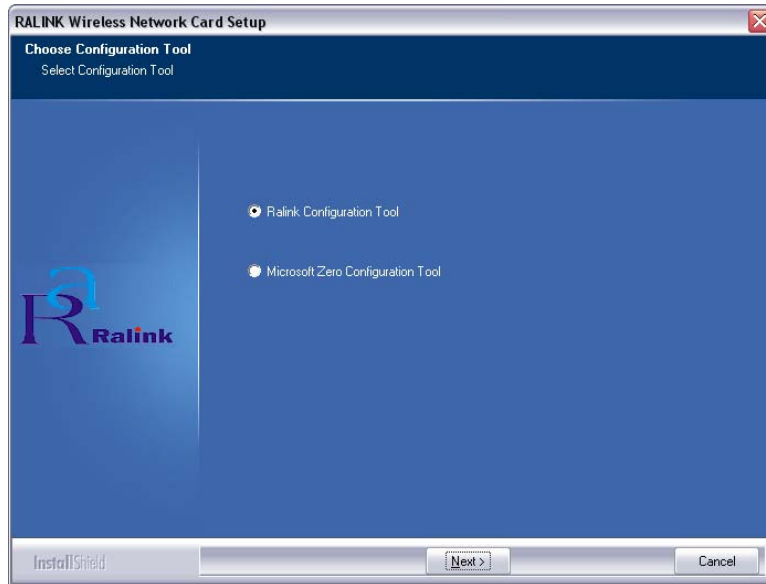 RALINK Wireless Network Card Setup
Choose Configuration Tool
Select Configuration Tool
Ralink Configuration Tool
Microsoft Zero Configuration Tool
Ra
Ralink
InstallShield
Next >
Cancel